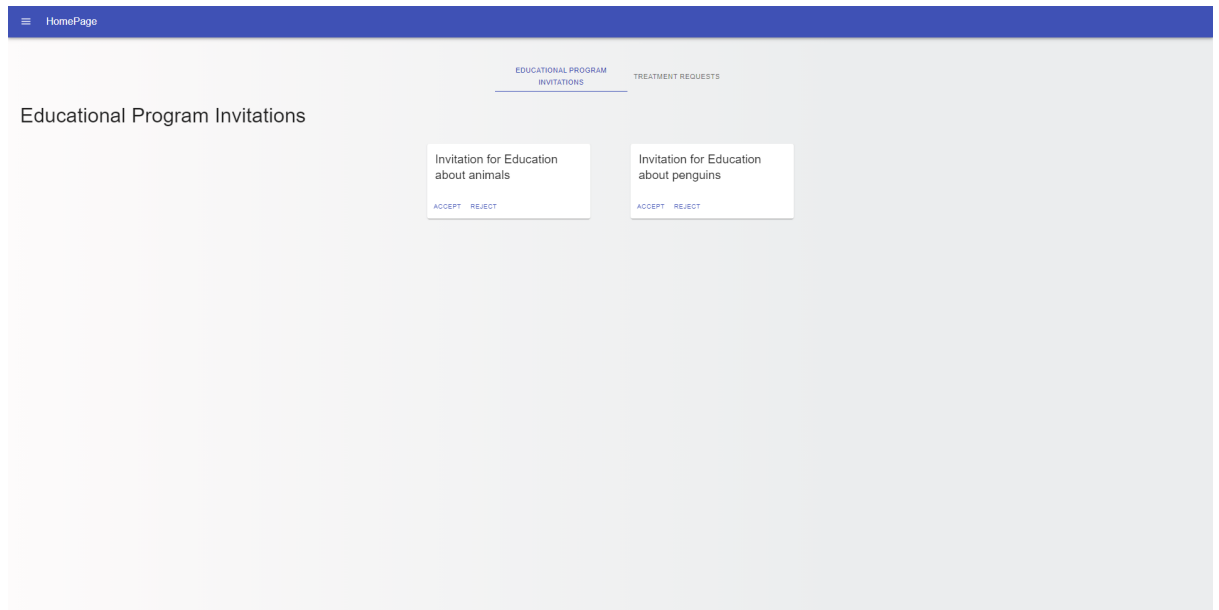 HomePage
EDUCATIONAL PROGRAM
INVITATIONS
TREATMENT REQUESTS
Educational Program Invitations
Invitation for Education
about animals
ACCEPT REJECT
Invitation for Education
about penguins
ACCEPT REJECT